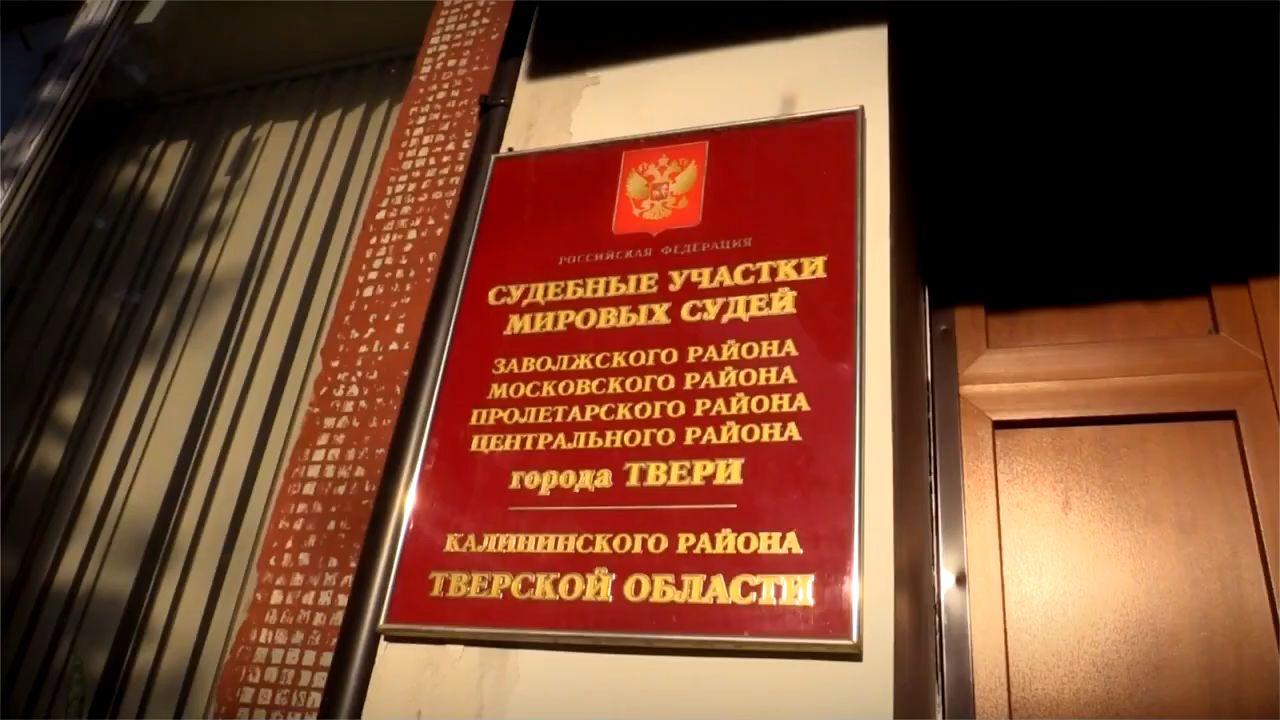 РОССИЙСКАЯ ФЕДЕРАЦИЯ
СУДЕБНЫЕ УЧАСТКИ
МИРОВЫХ СУДЕЙ
ЗАВОЛЖСКОГО РАЙОНА
МОСКОВСКОГО РАЙОНА
ПРОЛЕТАРСКОГО РАЙОНА
ЦЕНТРАЛЬНОГО РАЙОНА
города ТВЕРИ
КАЛИНИНСКОГО РАЙОНА
ТВЕРСКОЙ ОБЛАСТИ